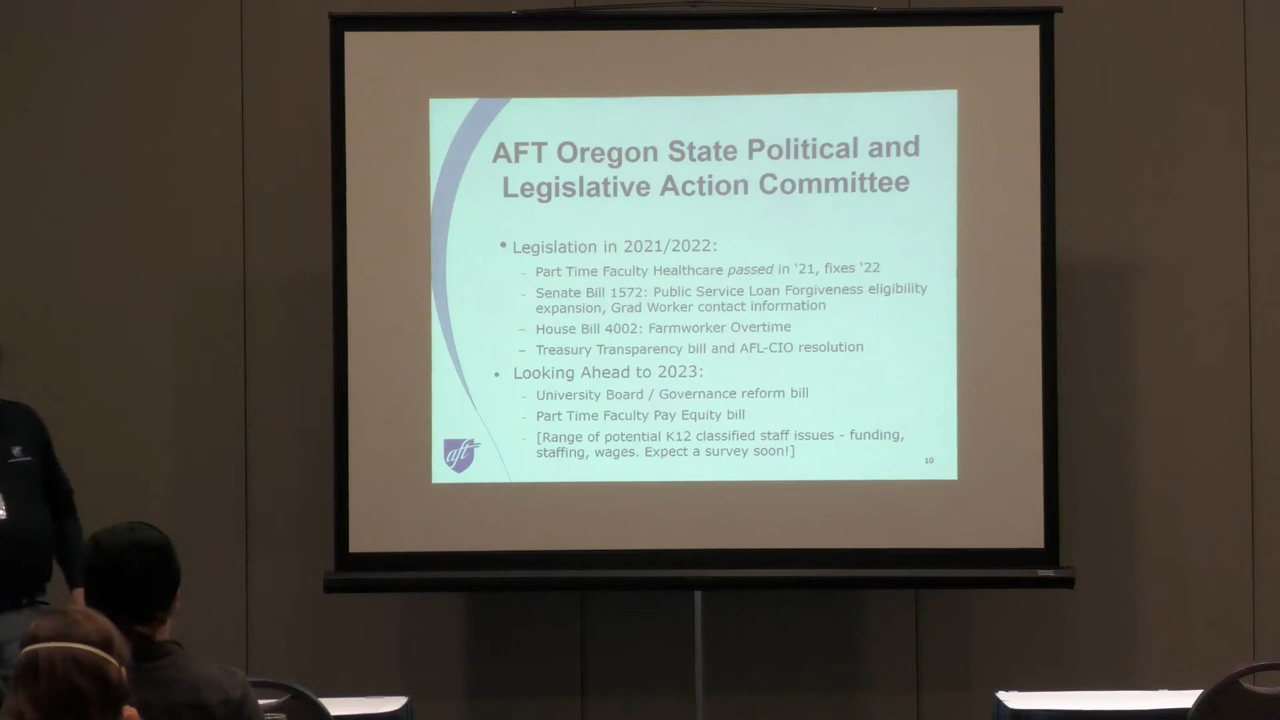 AFT Oregon State Political and
Legislative Action Committee
• Legislation in 2021/2022:
- Part Time Faculty Healthcare passed in ‘21, fixes ‘22
- Senate Bill 1572: Public Service Loan Forgiveness eligibility
expansion, Grad Worker contact information
– House Bill 4002: Farmworker Overtime
– Treasury Transparency bill and AFL-CIO resolution
• Looking Ahead to 2023:
- University Board / Governance reform bill
- Part Time Faculty Pay Equity bill
- [Range of potential K12 classified staff issues - funding,
staffing, wages. Expect a survey soon!]
aft
10